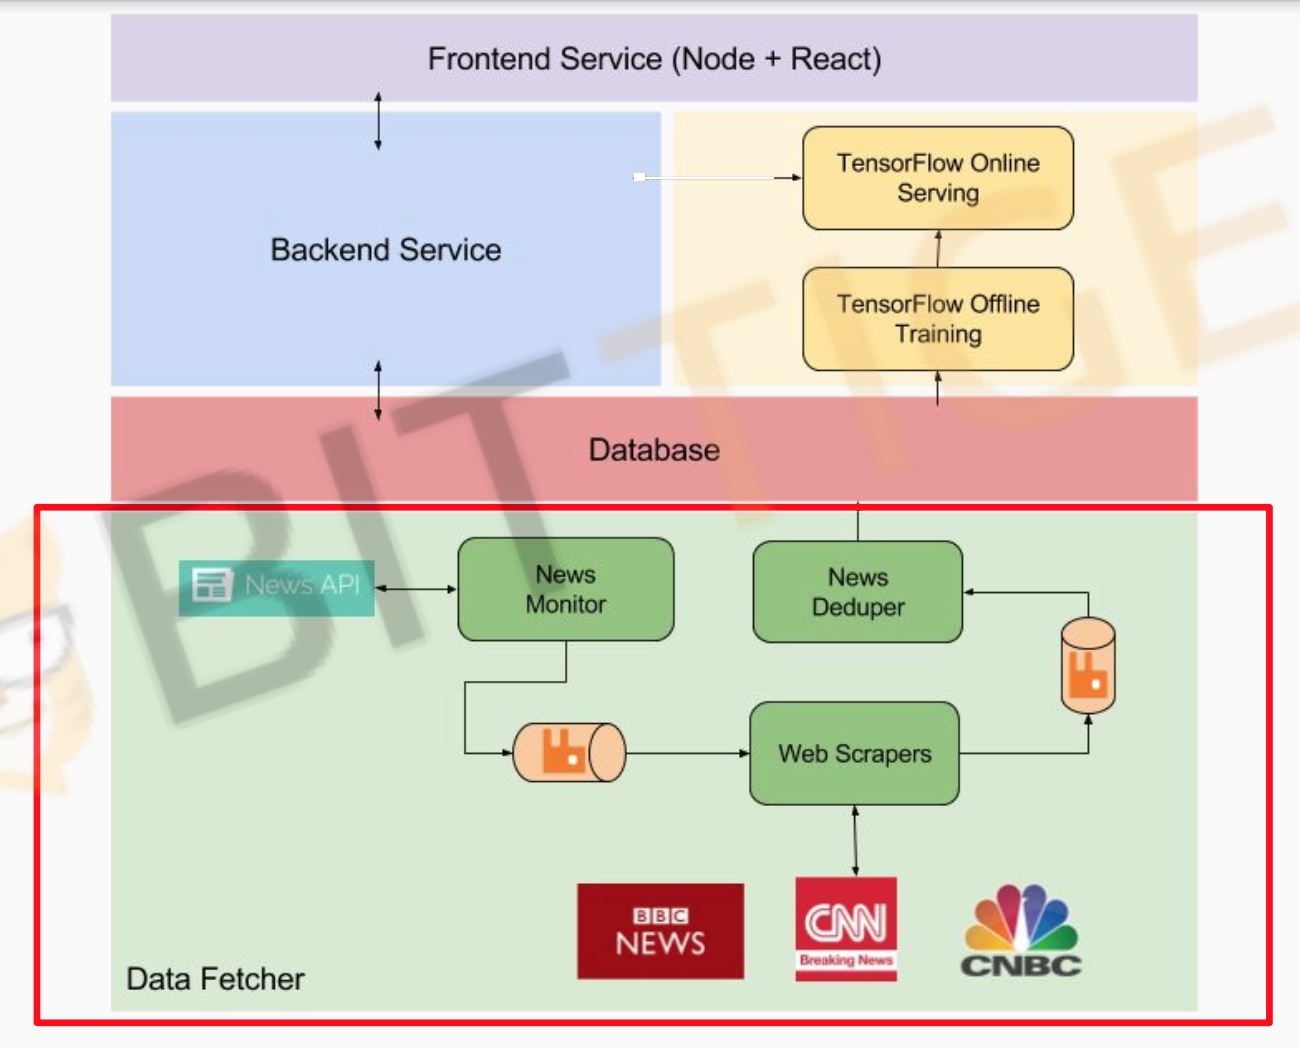 Frontend Service (Node + React)
TensorFlow Online
Serving
Backend Service
TensorFlow Offline
Training
Database
News API
News
Monitor
News
Deduper
Web Scrapers
BBC
NEWS
CNN
Breaking News
CNBC
Data Fetcher
BIT TIGE